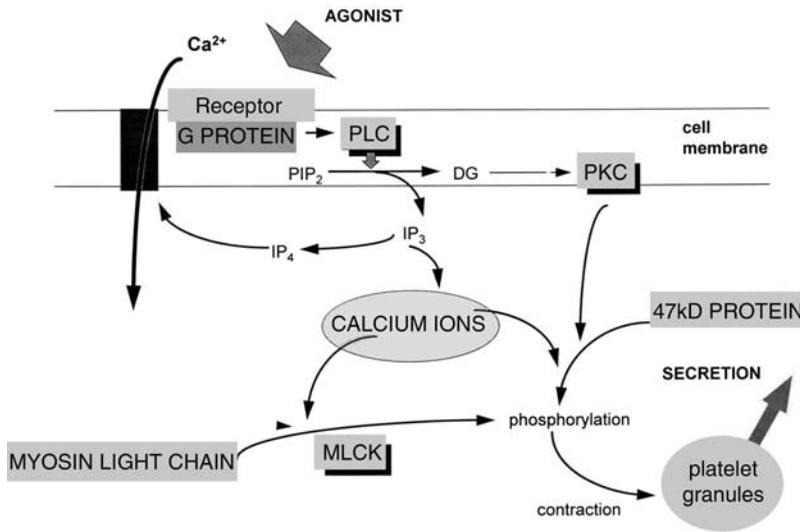 AGONIST
Ca²⁺
Receptor
G PROTEIN
PLC
cell
membrane
PIP₂
DG
PKC
IP₄
IP₃
CALCIUM IONS
47kD PROTEIN
SECRETION
phosphorylation
MYOSIN LIGHT CHAIN
MLCK
platelet
granules
contraction